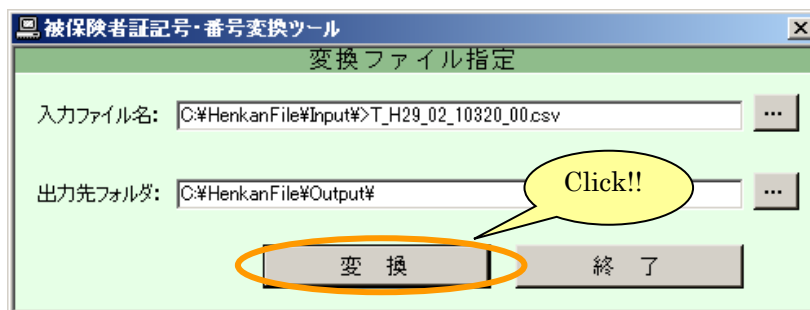 被保険者証記号・番号変換ツール
変換ファイル指定
入力ファイル名: C:¥HenkanFile¥Input¥>T_H29_02_10320_00.csv ...
Click!!
出力先フォルダ: C:¥HenkanFile¥Output¥ ...
変 換 終 了